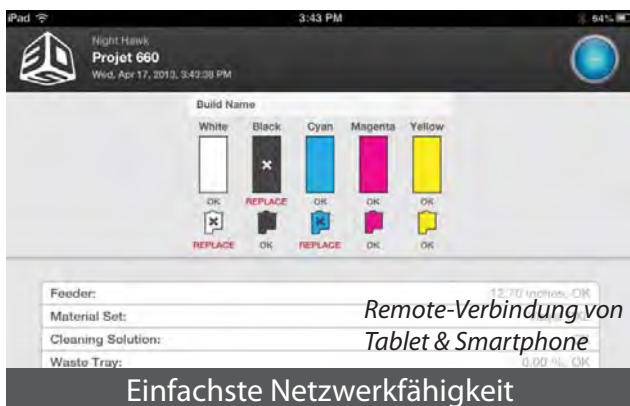 iPad 3:43 PM 64%
Night Hawk
Projet 660
Wed, Apr 17, 2013, 3:43:38 PM
Build Name
White Black Cyan Magenta Yellow
OK REPLACE OK OK OK
REPLACE OK REPLACE OK OK
Feeder: 12.70 inches, OK
Material Set:
Remote-Verbindung von
Cleaning Solution:
Tablet & Smartphone
Waste Tray: 0.00 %, OK
Einfachste Netzwerkfähigkeit